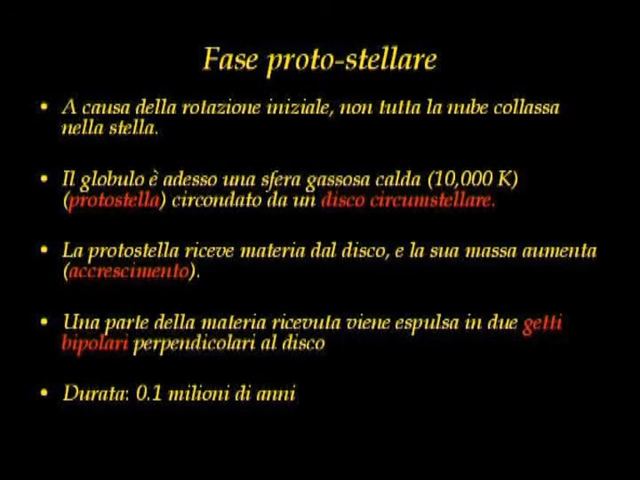 Fase proto-stellare
• A causa della rotazione iniziale, non tutta la nube collassa
nella stella.
• Il globulo è adesso una sfera gassosa calda (10,000 K)
(protostella) circondato da un disco circumstellare.
• La protostella riceve materia dal disco, e la sua massa aumenta
(accrescimento).
• Una parte della materia ricevuta viene espulsa in due getti
bipolari perpendicolari al disco
• Durata: 0.1 milioni di anni